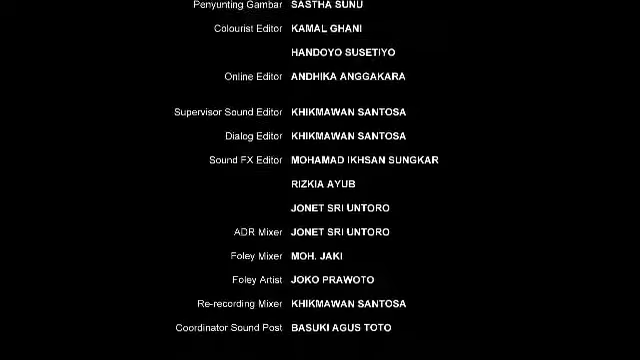 Penyunting Gambar SASTHA SUNU
Colourist Editor KAMAL GHANI
HANDOYO SUSETIYO
Online Editor ANDHIKA ANGGAKARA
Supervisor Sound Editor KHIKMAWAN SANTOSA
Dialog Editor KHIKMAWAN SANTOSA
Sound FX Editor MOHAMAD IKHSAN SUNGKAR
RIZKIA AYUB
JONET SRI UNTORO
ADR Mixer JONET SRI UNTORO
Foley Mixer MOH. JAKI
Foley Artist JOKO PRAWOTO
Re-recording Mixer KHIKMAWAN SANTOSA
Coordinator Sound Post BASUKI AGUS TOTO